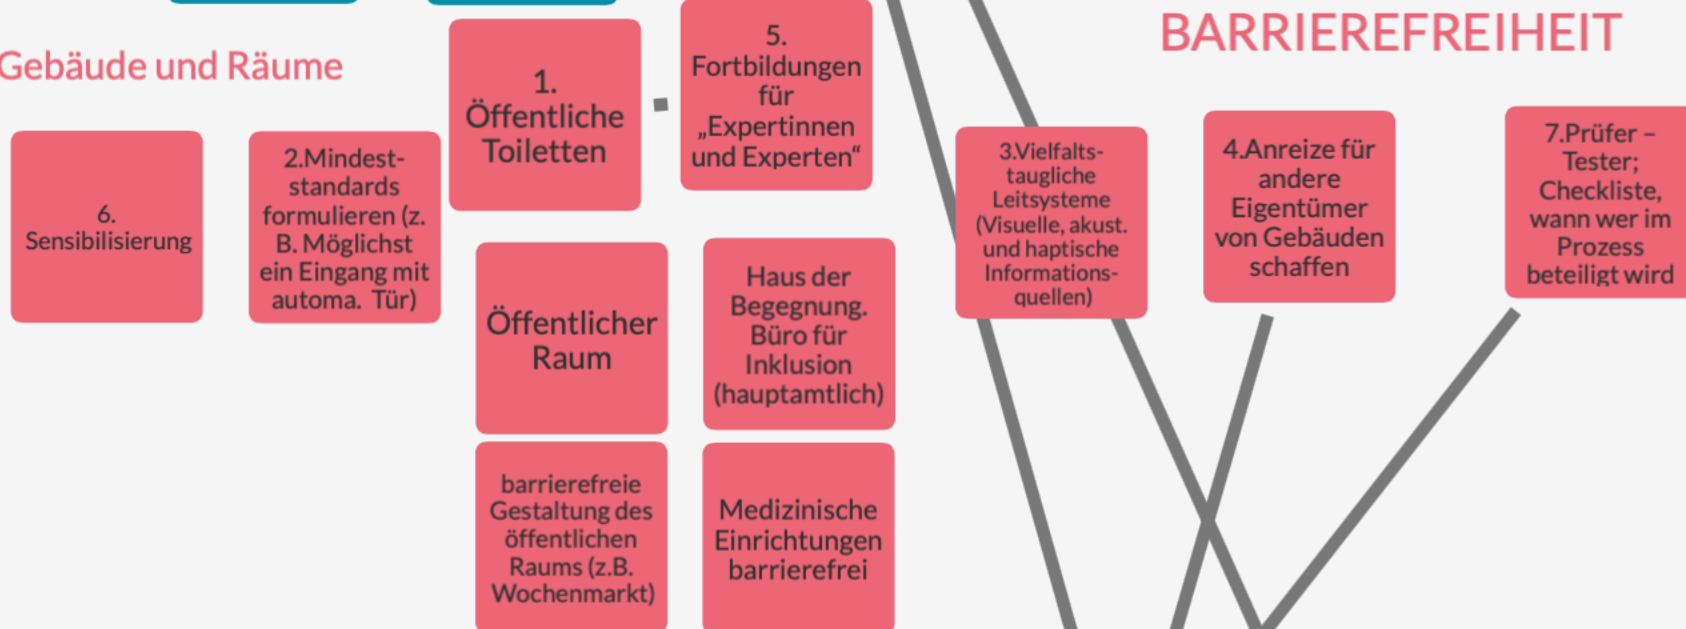 BARRIEREFREIHEIT
Gebäude und Räume
6.
Sensibilisierung
2.Mindest-
standards
formulieren (z.
B. Möglichst
ein Eingang mit
automa. Tür)
1.
Öffentliche
Toiletten
5.
Fortbildungen
für
„Expertinnen
und Experten“
3.Vielfalts-
taugliche
Leitsysteme
(Visuelle, akust.
und haptische
Informations-
quellen)
4.Anreize für
andere
Eigentümer
von Gebäuden
schaffen
7.Prüfer –
Tester;
Checkliste,
wann wer im
Prozess
beteiligt wird
Öffentlicher
Raum
Haus der
Begegnung.
Büro für
Inklusion
(hauptamtlich)
barrierefreie
Gestaltung des
öffentlichen
Raums (z.B.
Wochenmarkt)
Medizinische
Einrichtungen
barrierefrei